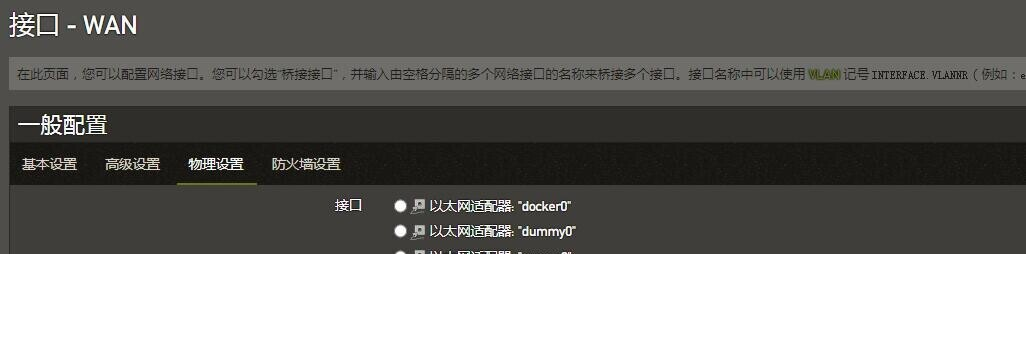 接口 - WAN
在此页面，您可以配置网络接口。您可以勾选“桥接接口”，并输入由空格分隔的多个网络接口的名称来桥接多个接口。接口名称中可以使用 VLAN 记号 INTERFACE.VLANNR（例如：e
一般配置
基本设置 高级设置 物理设置 防火墙设置
接口 以太网适配器: "docker0"
以太网适配器: "dummy0"